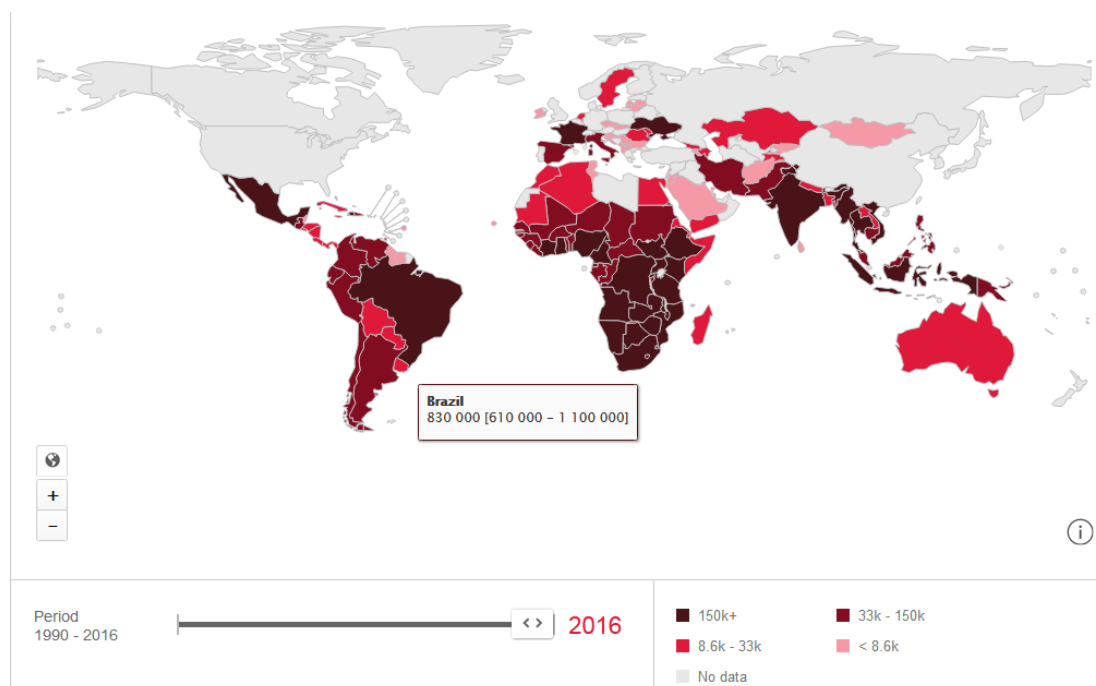 Brazil
830 000 [610 000 – 1 100 000]
+
−
i
Period
1990 - 2016
2016
150k+
33k - 150k
8.6k - 33k
< 8.6k
No data